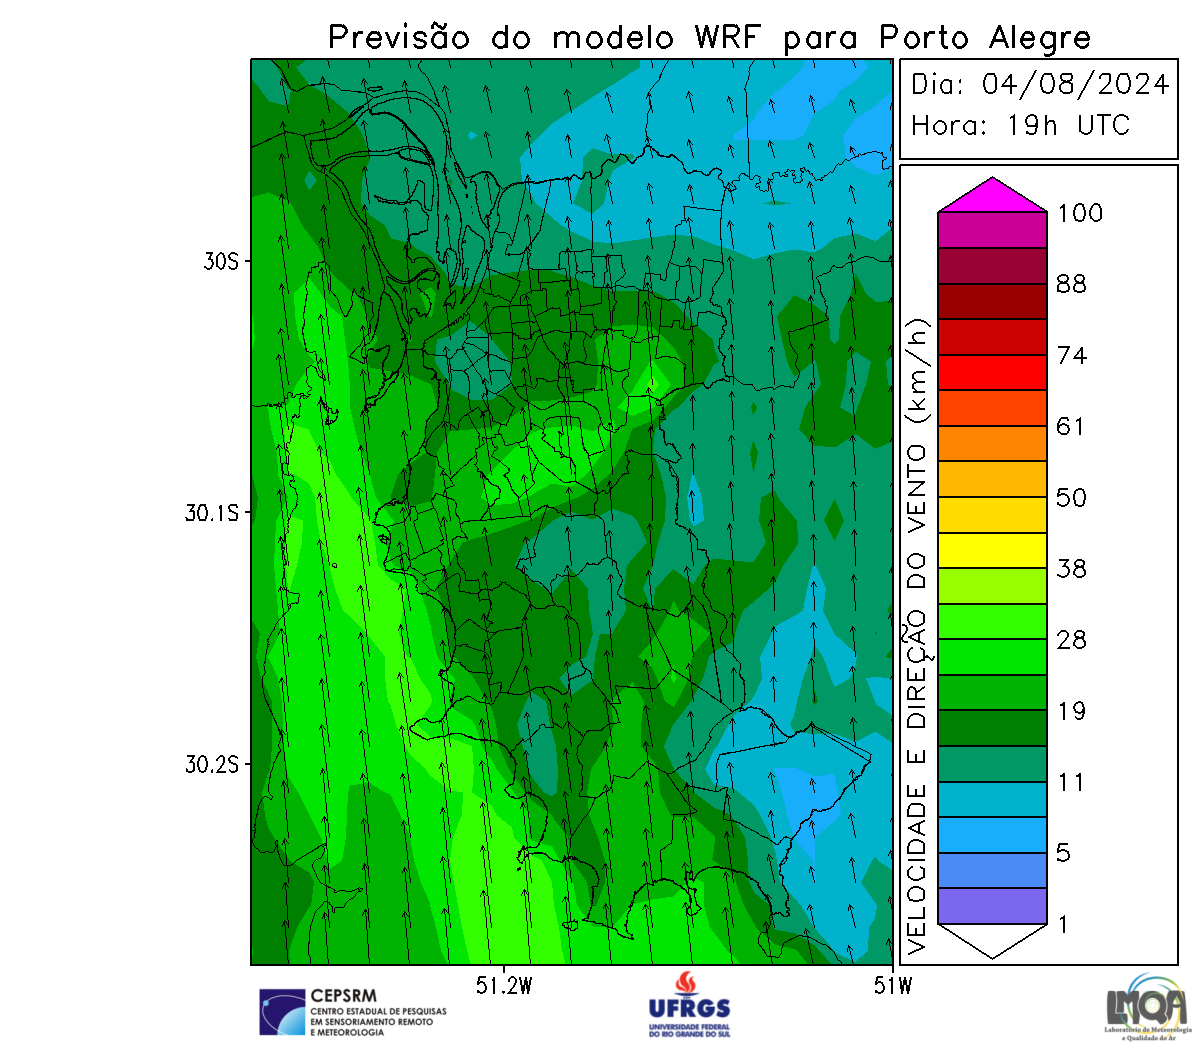 Previsão do modelo WRF para Porto Alegre
Dia: 04/08/2024
Hora: 19h UTC
30S
30.1S
30.2S
51.2W
51W
VELOCIDADE E DIREÇÃO DO VENTO (km/h)
100
88
74
61
50
38
28
19
11
5
1
CEPSRM
CENTRO ESTADUAL DE PESQUISAS
EM SENSORIAMENTO REMOTO
E METEOROLOGIA
UFRGS
UNIVERSIDADE FEDERAL
DO RIO GRANDE DO SUL
LMQA
Laboratório de Meteorologia
e Qualidade do Ar